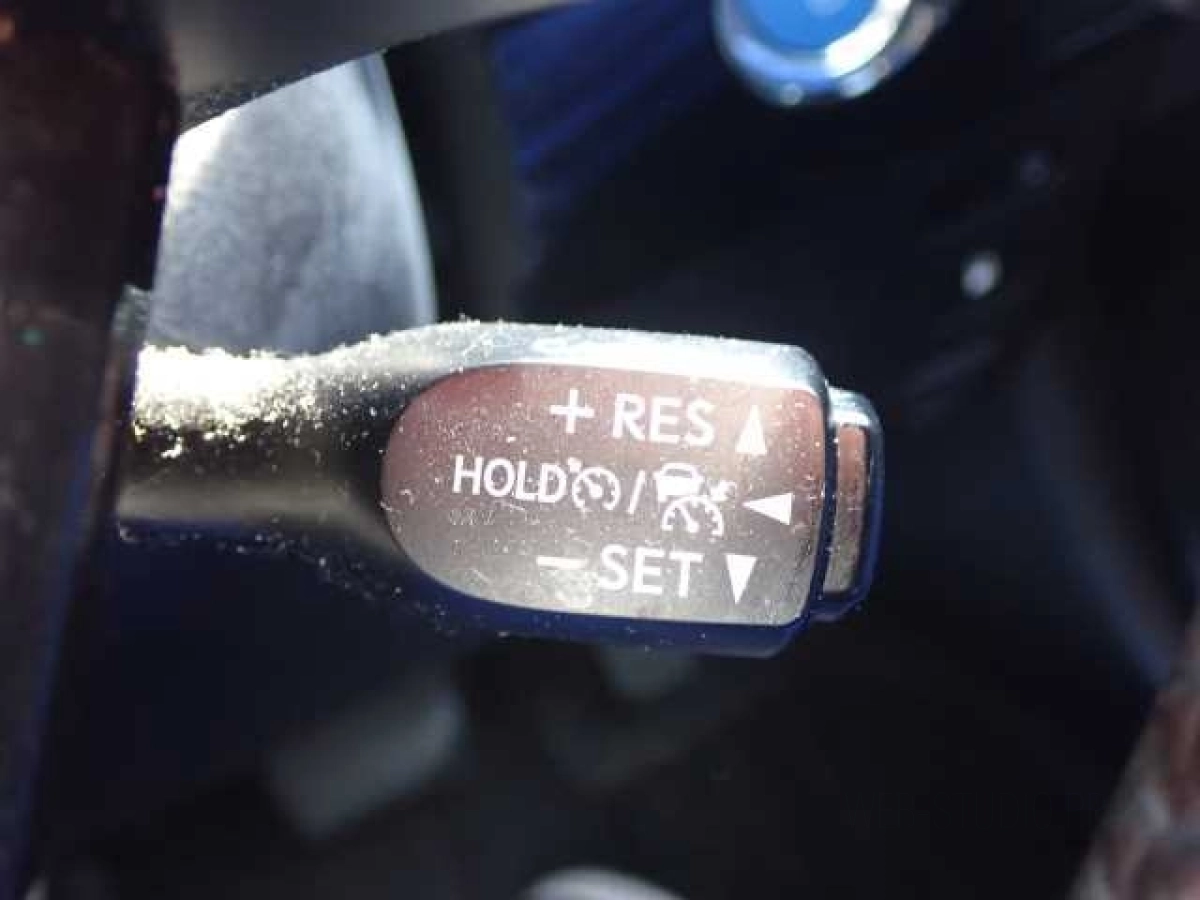 + RES
HOLD /
- SET